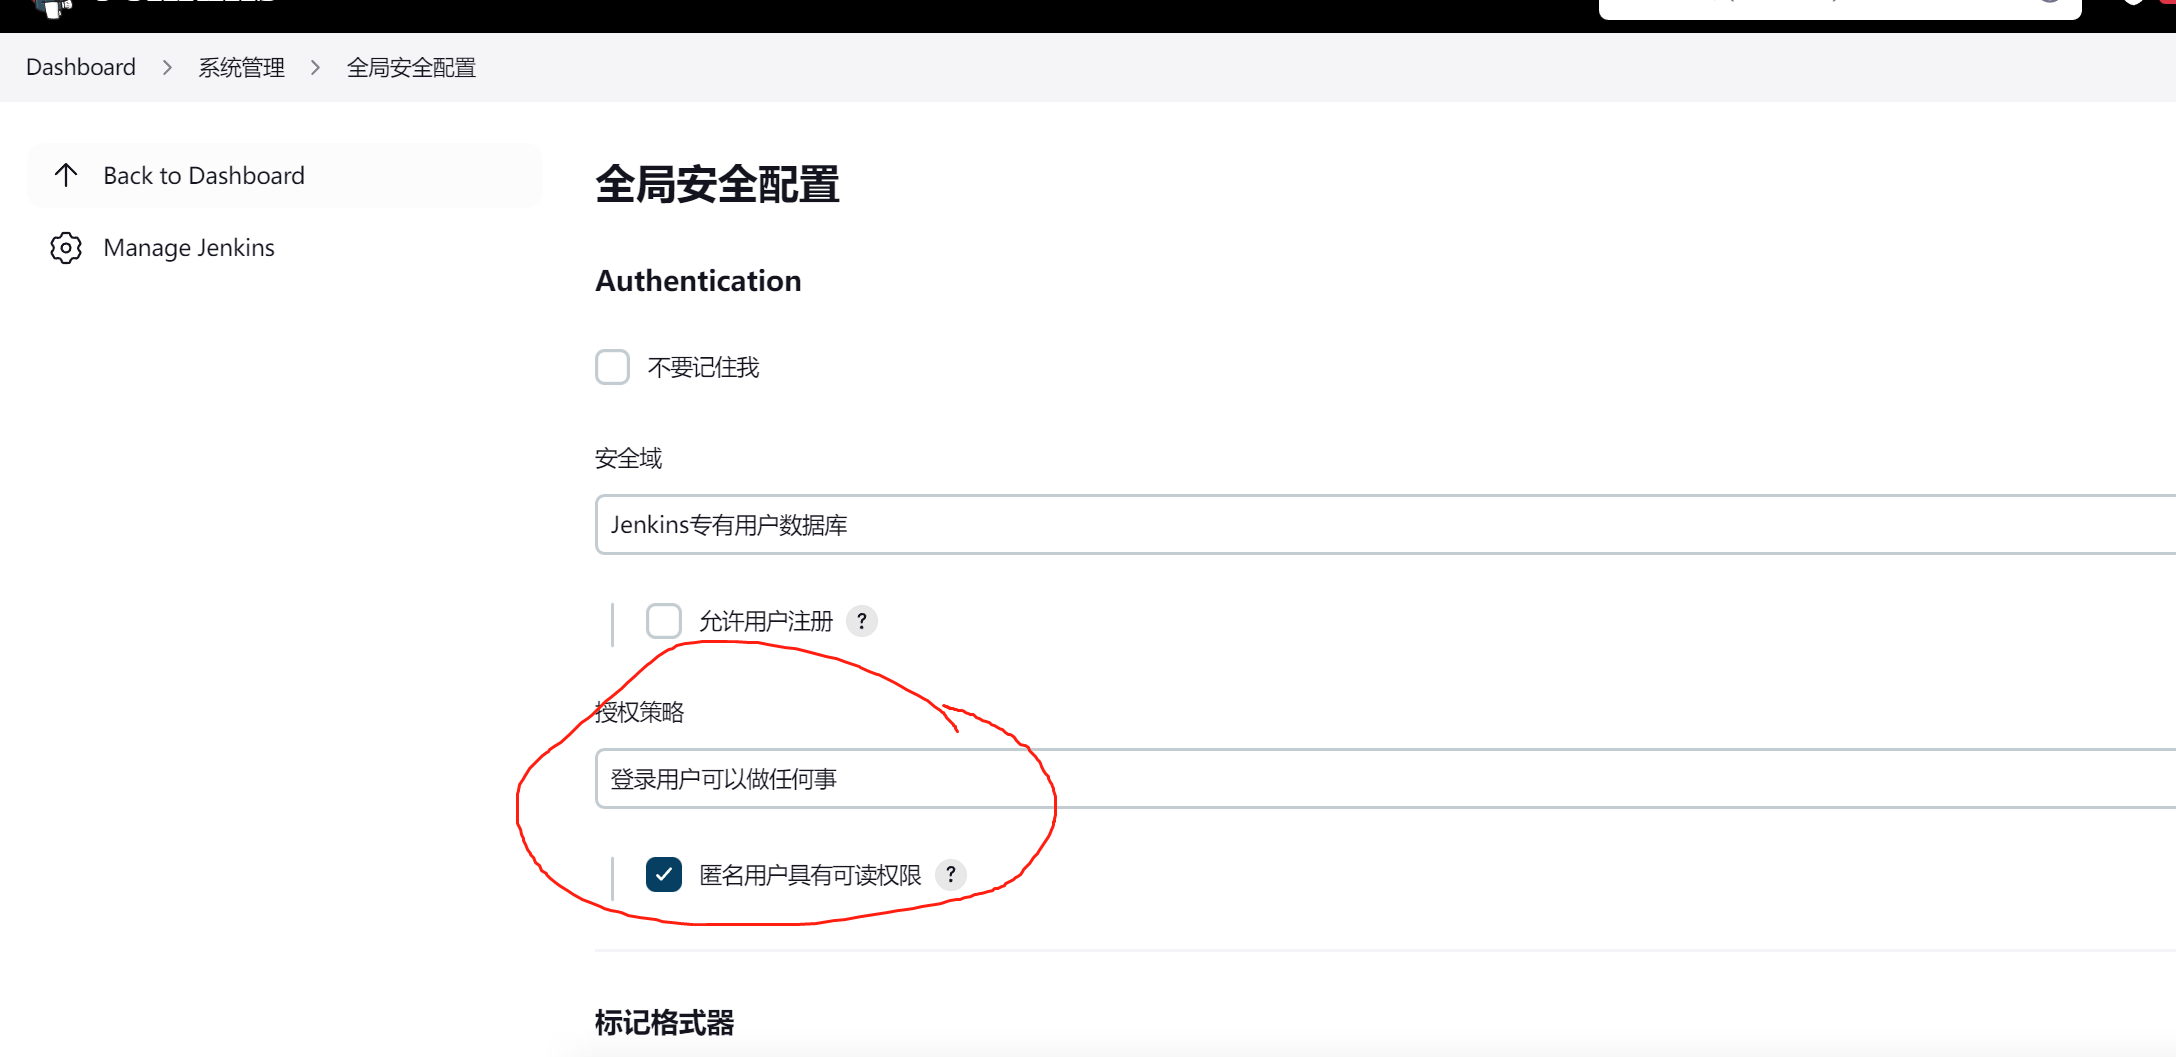 Dashboard > 系统管理 > 全局安全配置
Back to Dashboard
Manage Jenkins
全局安全配置
Authentication
不要记住我
安全域
Jenkins专有用户数据库
允许用户注册 ?
授权策略
登录用户可以做任何事
匿名用户具有可读权限 ?
标记格式器